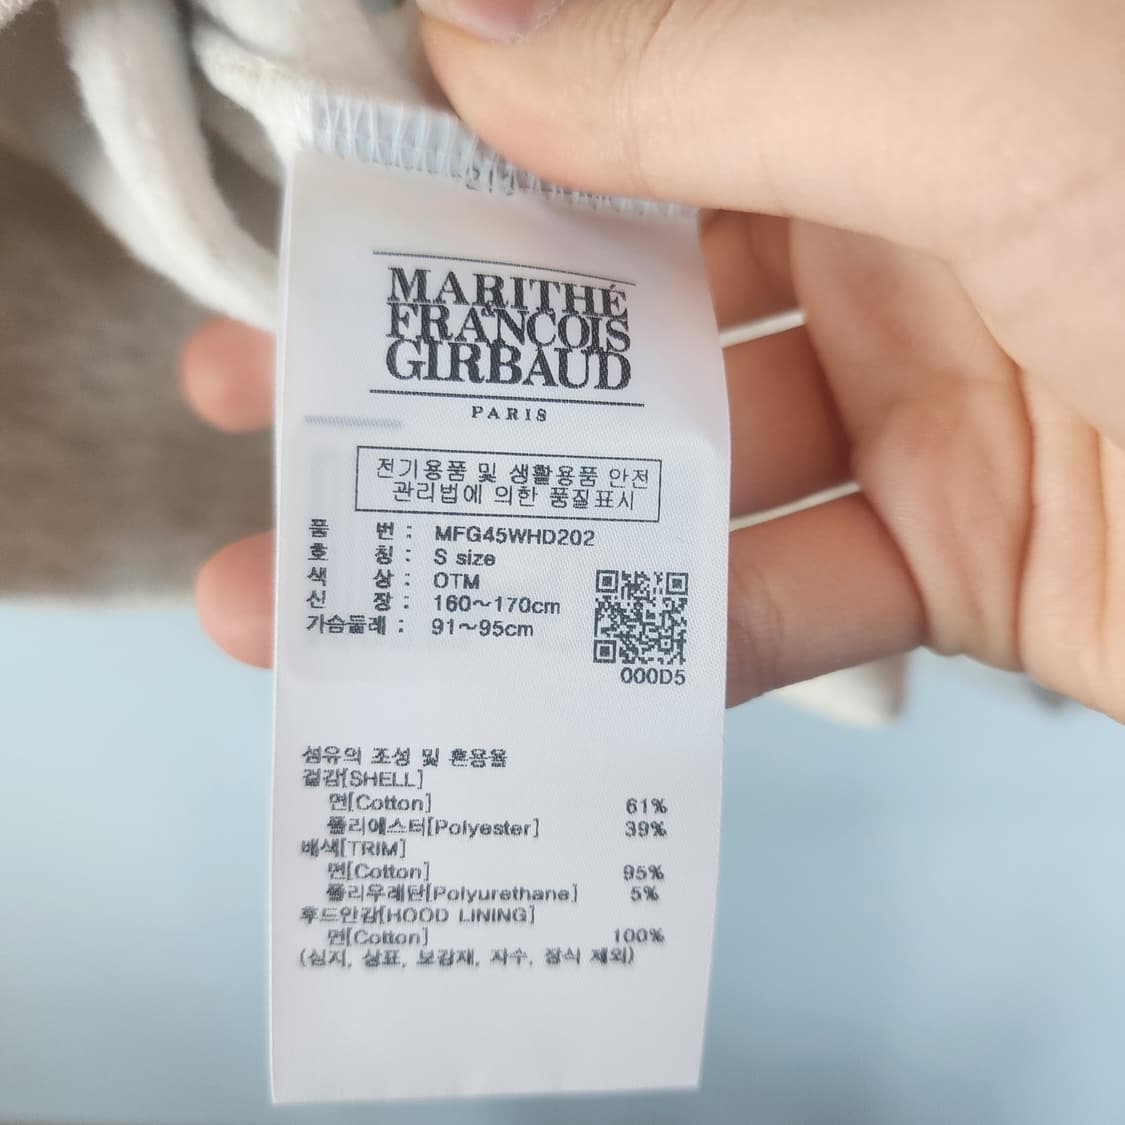 MARITHÉ
FRANCOIS
GIRBAUD
PARIS
전기용품 및 생활용품 안전
관리법에 의한 품질표시
품 번 : MFG45WHD202
호 칭 : S size
색 상 : OTM
신 장 : 160~170cm
가슴둘레 : 91~95cm
000D5
섬유의 조성 및 혼용율
겉감[SHELL]
면[Cotton] 61%
폴리에스터[Polyester] 39%
배색[TRIM]
면[Cotton] 95%
폴리우레탄[Polyurethane] 5%
후드안감[HOOD LINING]
면[Cotton] 100%
(심지, 상표, 보강재, 자수, 장식 제외)